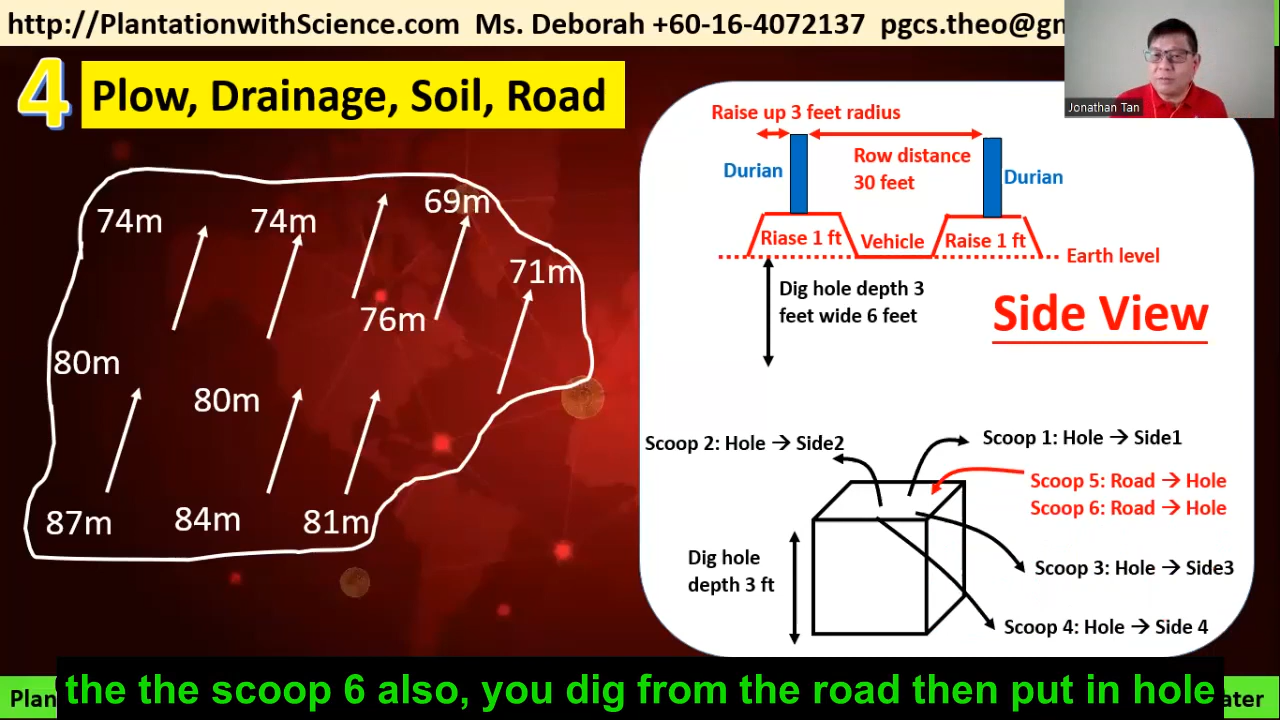 http://PlantationwithScience.com Ms. Deborah +60-16-4072137 pgcs.theo@gm
Jonathan Tan
4 Plow, Drainage, Soil, Road
74m 74m 69m
71m
76m
80m
80m
87m 84m 81m
Raise up 3 feet radius
Row distance
30 feet
Durian Durian
Riase 1 ft Vehicle Raise 1 ft
Earth level
Dig hole depth 3
feet wide 6 feet
Side View
Scoop 2: Hole → Side2
Scoop 1: Hole → Side1
Scoop 5: Road → Hole
Scoop 6: Road → Hole
Dig hole
depth 3 ft
Scoop 3: Hole → Side3
Scoop 4: Hole → Side 4
the the scoop 6 also, you dig from the road then put in hole